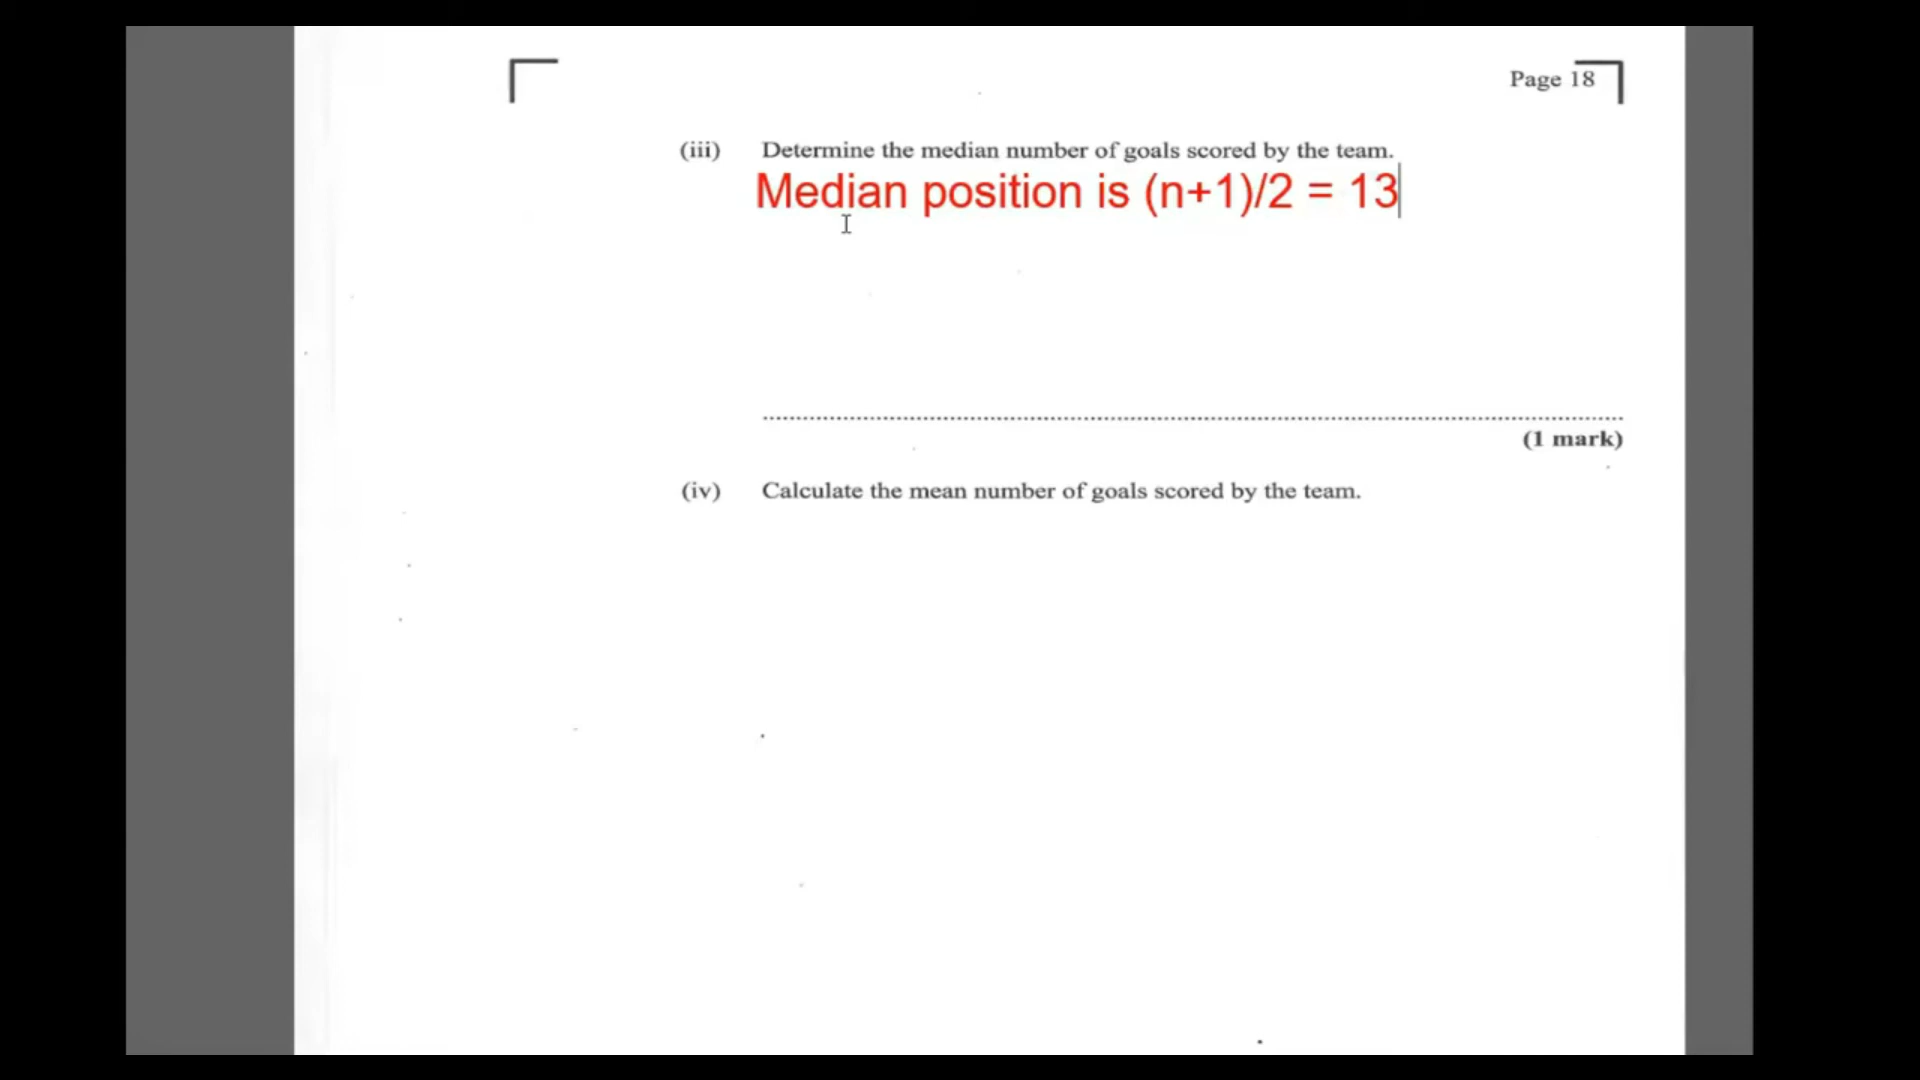 Page 18
(iii) Determine the median number of goals scored by the team.
Median position is (n+1)/2 = 13
(1 mark)
(iv) Calculate the mean number of goals scored by the team.